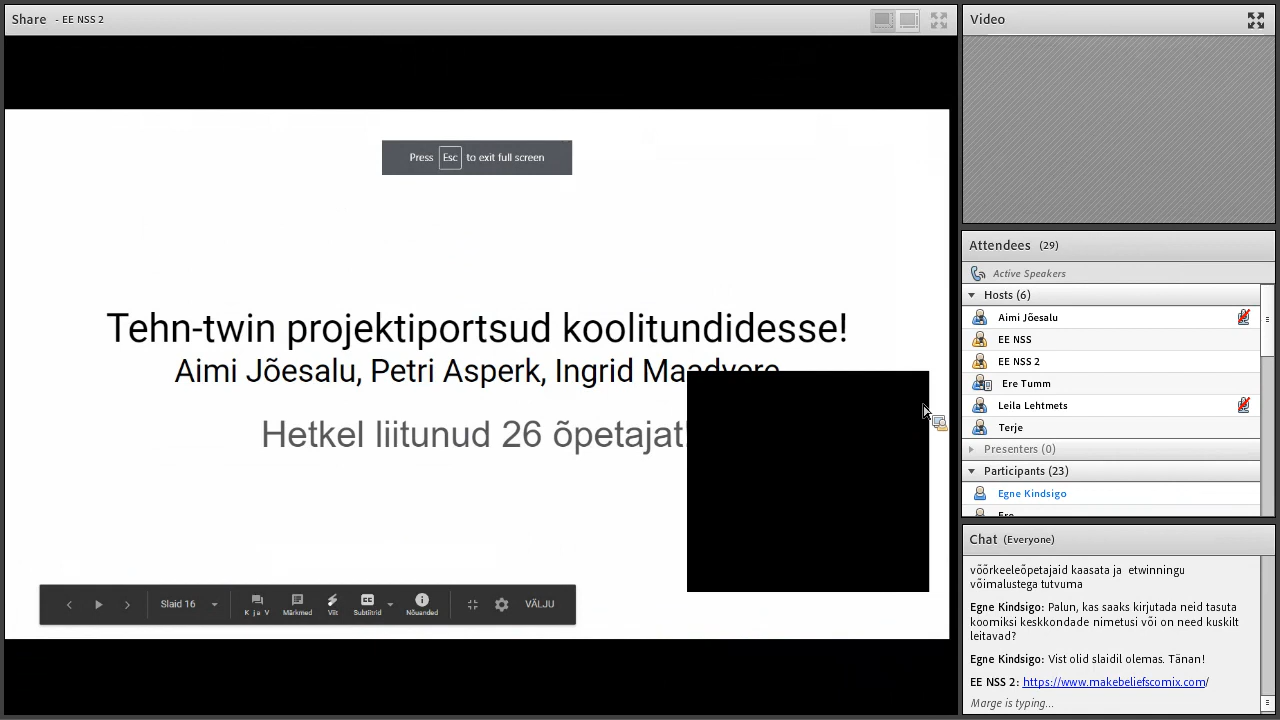 Share - EE NSS 2
Press Esc to exit full screen
Tehn-twin projektiportsud koolitundidesse!
Aimi Jõesalu, Petri Asperk, Ingrid Maadvere
Hetkel liitunud 26 õpetajat!
Slaid 16
K ja V
Märkmed
Viit
Subtiitrid
Nõuanded
VÄLJU
Video
Attendees (29)
Active Speakers
Hosts (6)
Aimi Jõesalu
EE NSS
EE NSS 2
Ere Tumm
Leila Lehtmets
Terje
Presenters (0)
Participants (23)
Egne Kindsigo
Ere
Chat (Everyone)
võõrkeeleõpetajaid kaasata ja etwinningu
võimalustega tutvuma
Egne Kindsigo: Palun, kas saaks kirjutada neid tasuta
koomiksi keskkondade nimetusi või on need kuskilt
leitavad?
Egne Kindsigo: Vist olid slaidil olemas. Tänan!
EE NSS 2: https://www.makebeliefscomix.com/
Marge is typing...